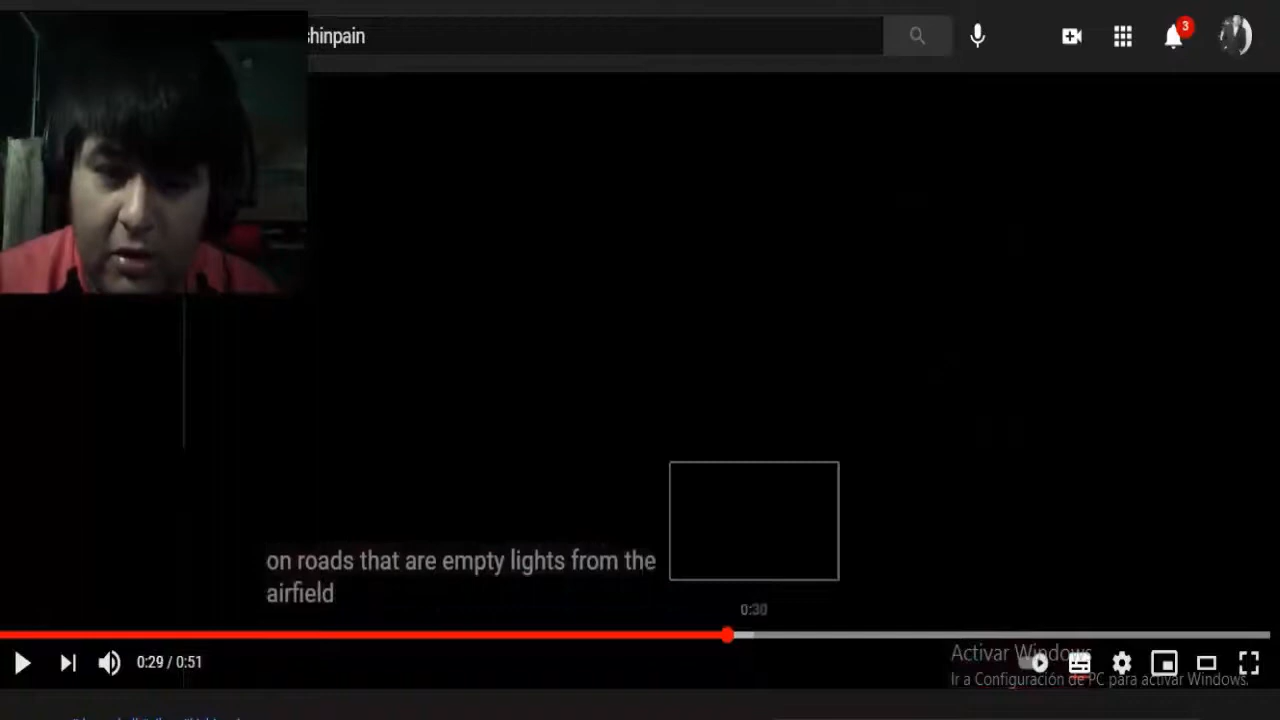 shinpain
3
on roads that are empty lights from the
airfield
0:30
0:29 / 0:51
Activar Windows
Ir a Configuración de PC para activar Windows.